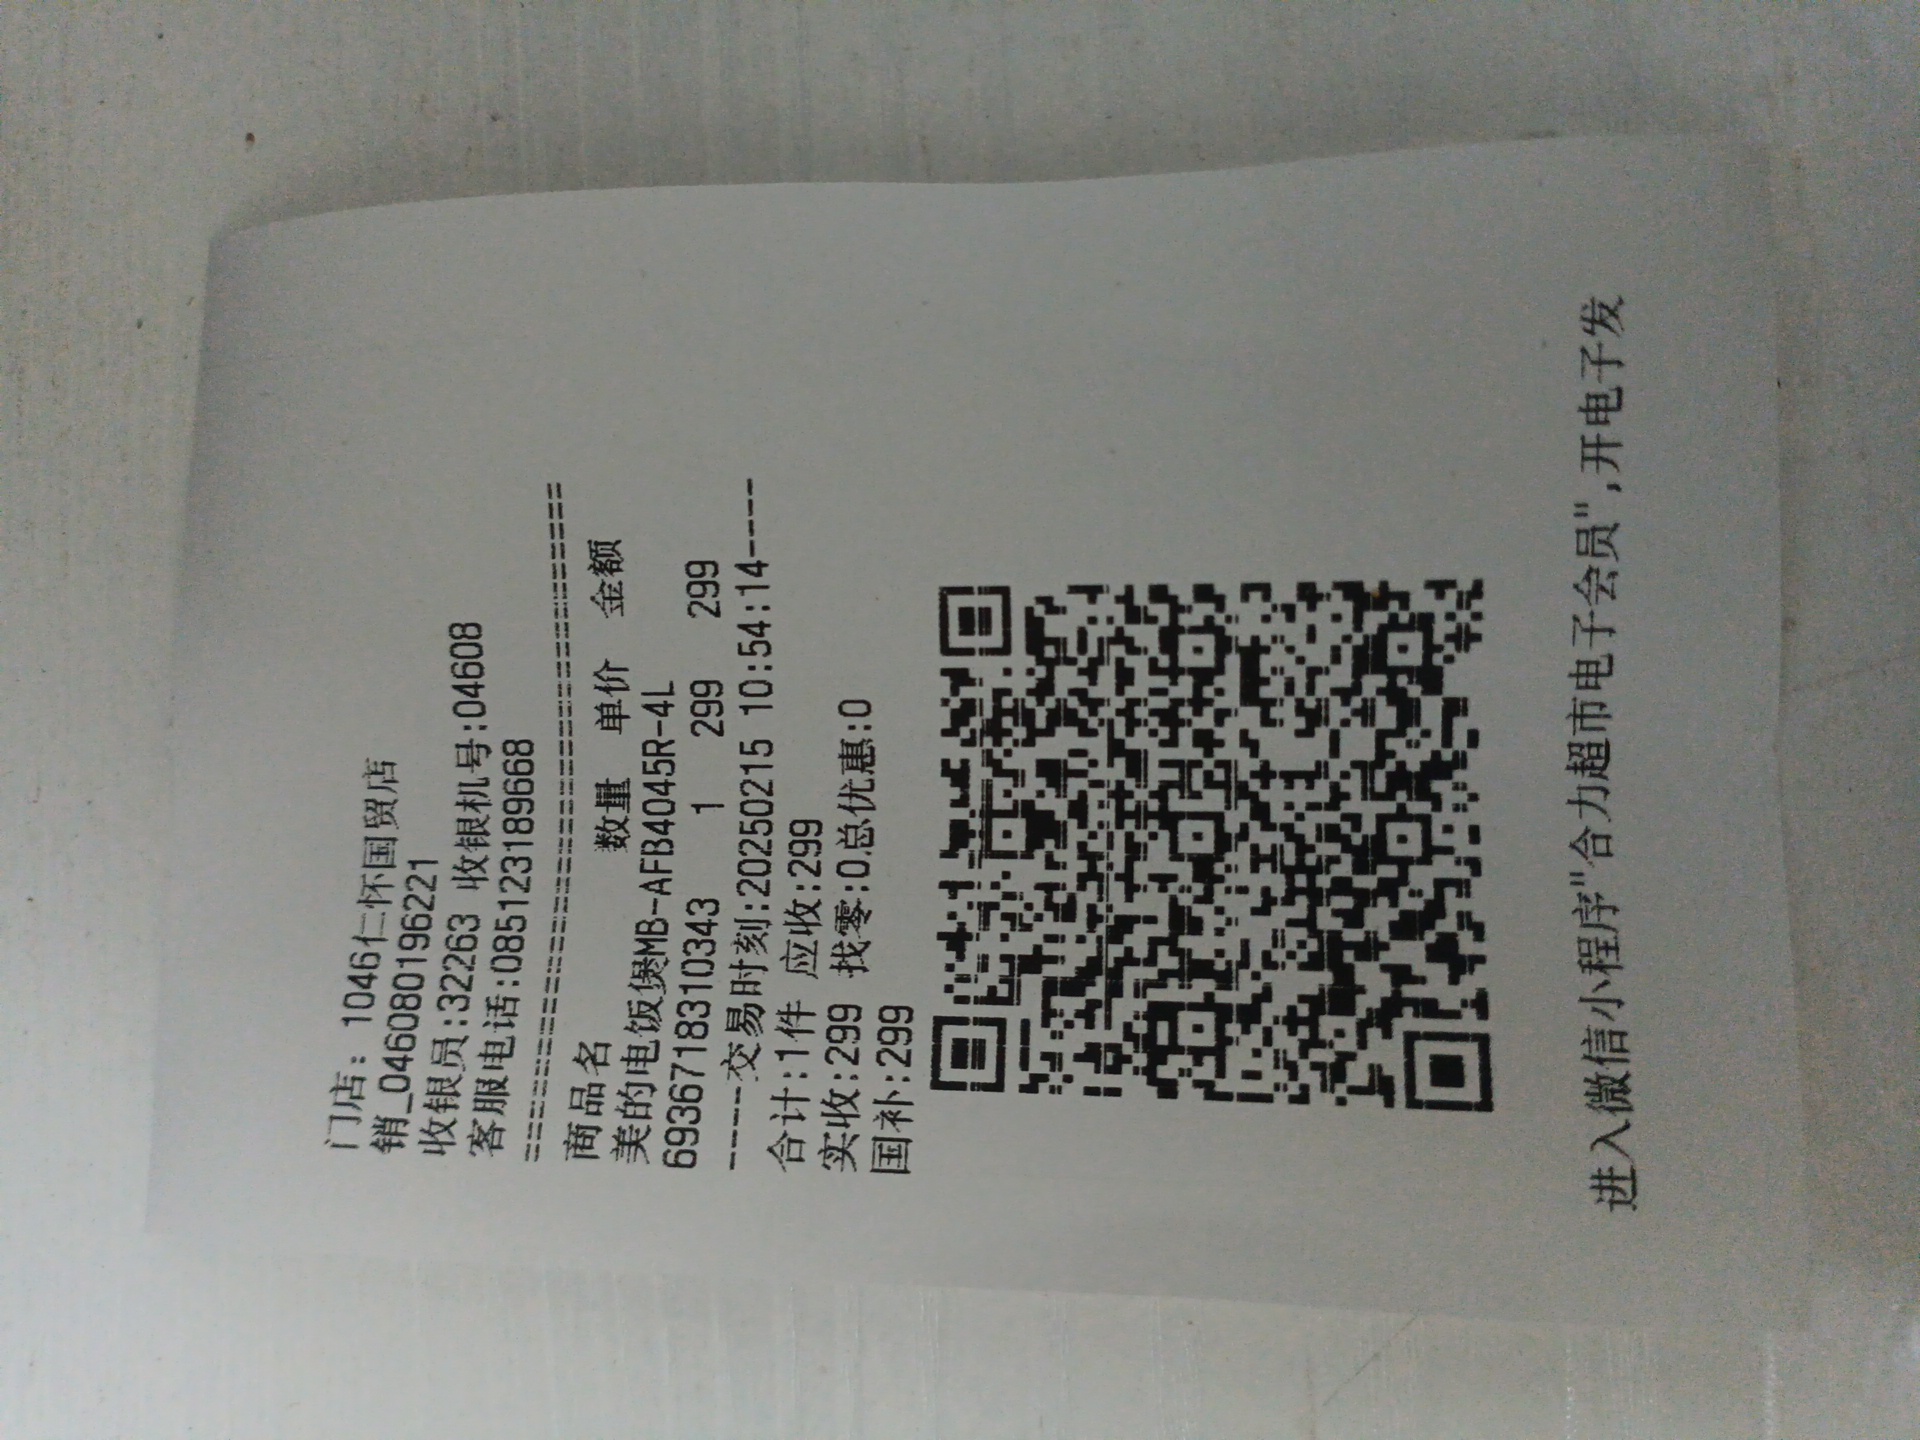 门店: 1046仁怀国贸店
销_04608019622​1
收银员:32263 收银机号:04608
客服电话:085123189668
商品名 数量 单价 金额
美的电饭煲MB-AFB4045R-4L
6936718310343 1 299 299
-----交易时刻:20250215 10:54:14----
合计:1件 应收:299
实收:299 找零:0总优惠:0
国补:299
进入微信小程序"合力超市电子会员",开电子发